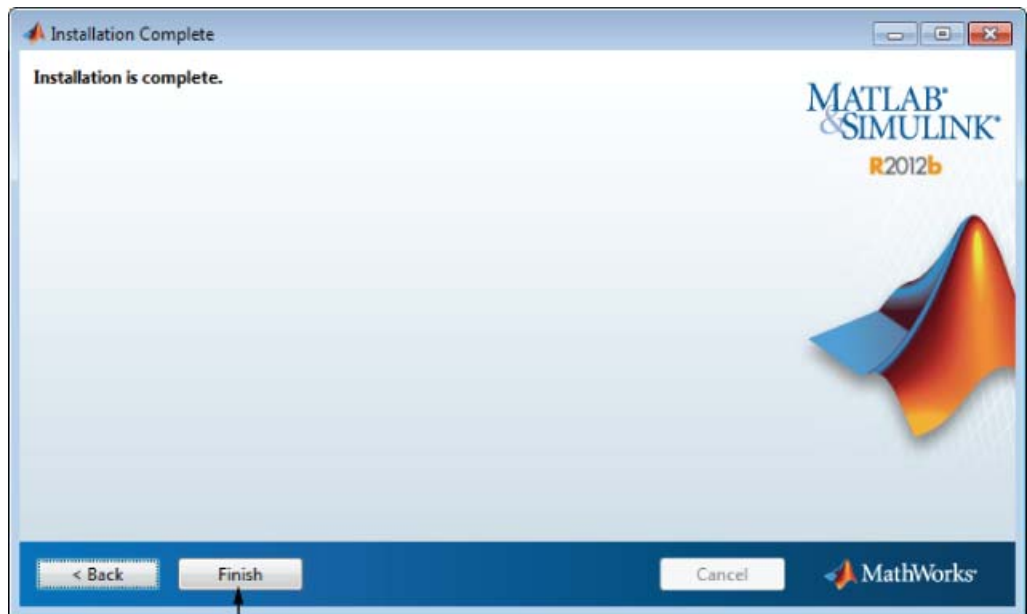 Installation Complete
Installation is complete.
MATLAB®
&SIMULINK®
R2012b
< Back
Finish
Cancel
MathWorks®